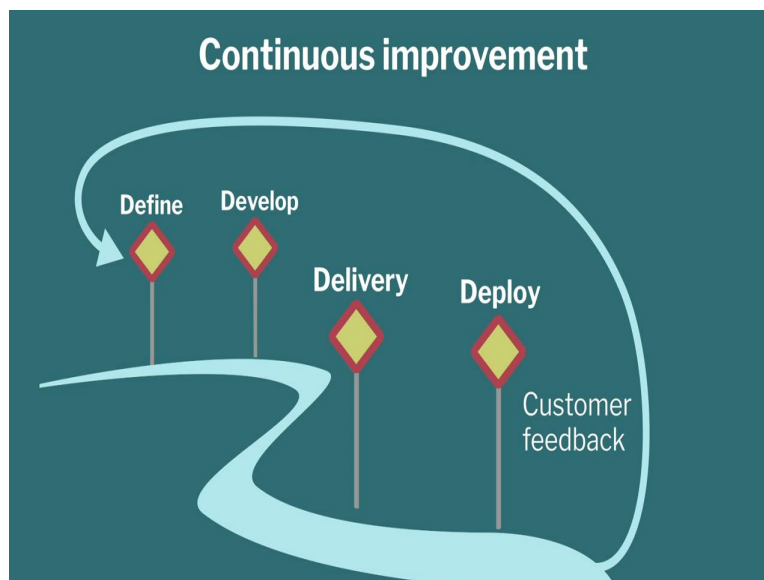 Continuous improvement
Define
Develop
Delivery
Deploy
Customer
feedback